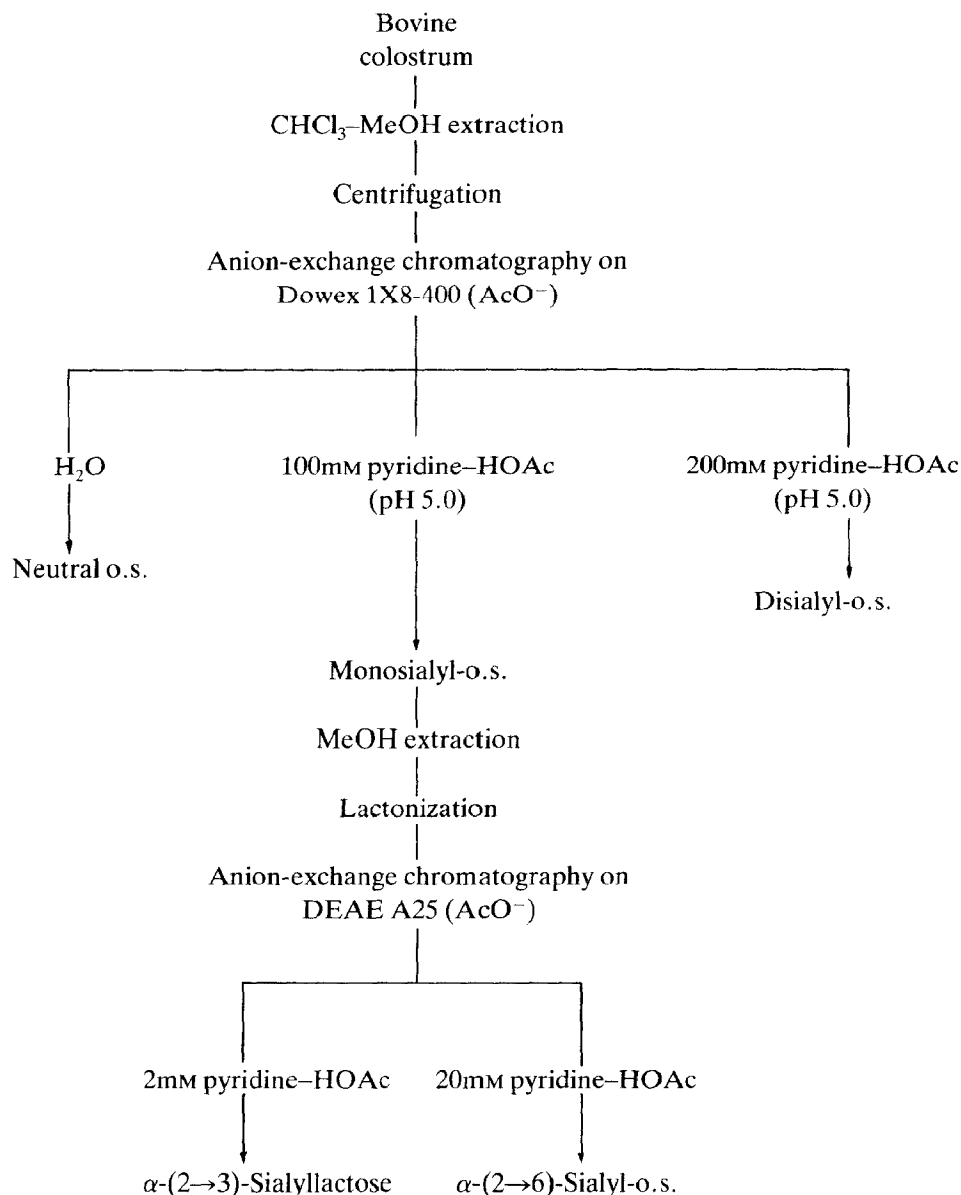 Bovine
colostrum
CHCl₃–MeOH extraction
Centrifugation
Anion-exchange chromatography on
Dowex 1X8-400 (AcO⁻)
H₂O
100mM pyridine–HOAc
(pH 5.0)
200mM pyridine–HOAc
(pH 5.0)
Neutral o.s.
Disialyl-o.s.
Monosialyl-o.s.
MeOH extraction
Lactonization
Anion-exchange chromatography on
DEAE A25 (AcO⁻)
2mM pyridine–HOAc
20mM pyridine–HOAc
α-(2→3)-Sialyllactose
α-(2→6)-Sialyl-o.s.